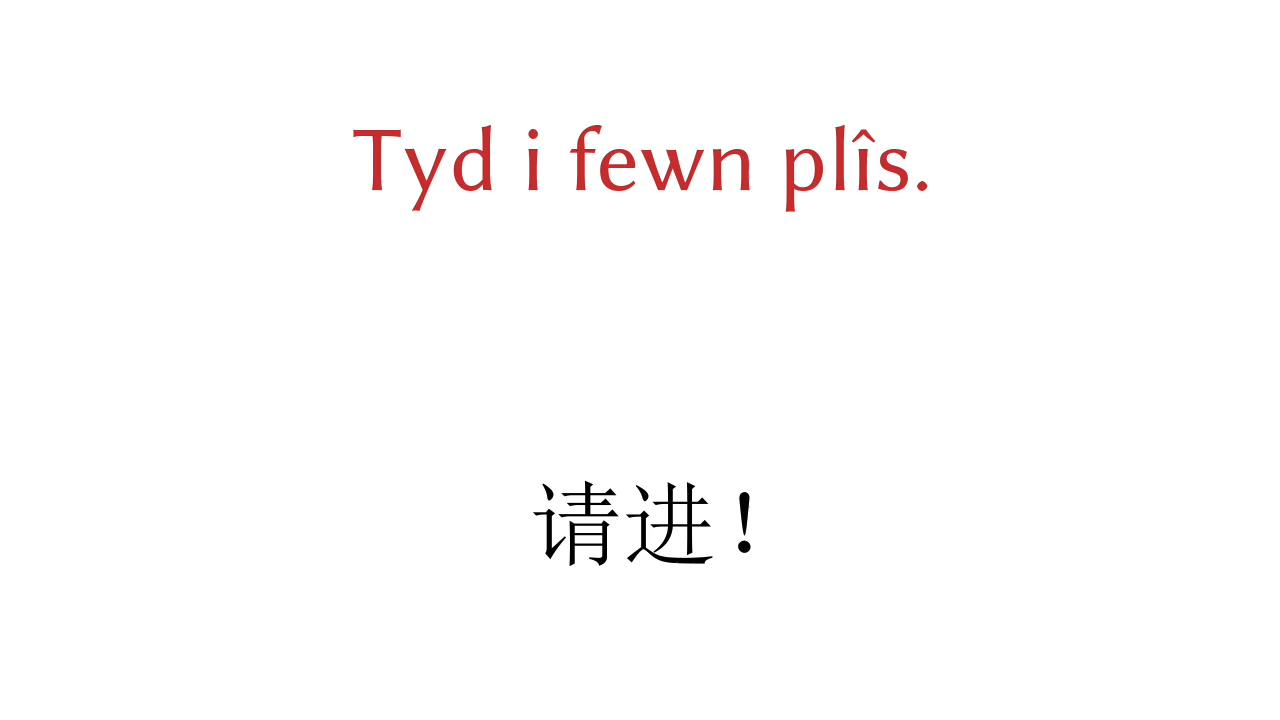 Tyd i fewn plîs.
请进！